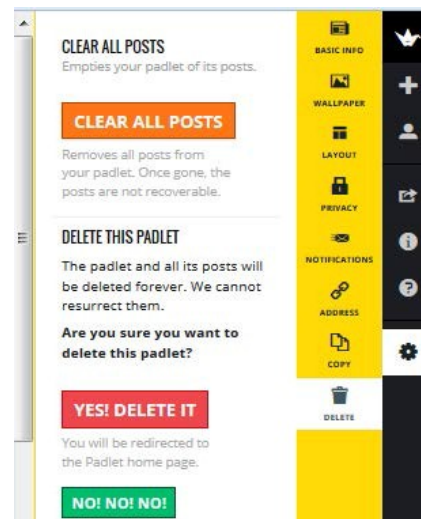 CLEAR ALL POSTS
Empties your padlet of its posts.
CLEAR ALL POSTS
Removes all posts from
your padlet. Once gone, the
posts are not recoverable.
DELETE THIS PADLET
The padlet and all its posts will
be deleted forever. We cannot
resurrect them.
Are you sure you want to
delete this padlet?
YES! DELETE IT
You will be redirected to
the Padlet home page.
NO! NO! NO!
BASIC INFO
WALLPAPER
LAYOUT
PRIVACY
NOTIFICATIONS
ADDRESS
COPY
DELETE